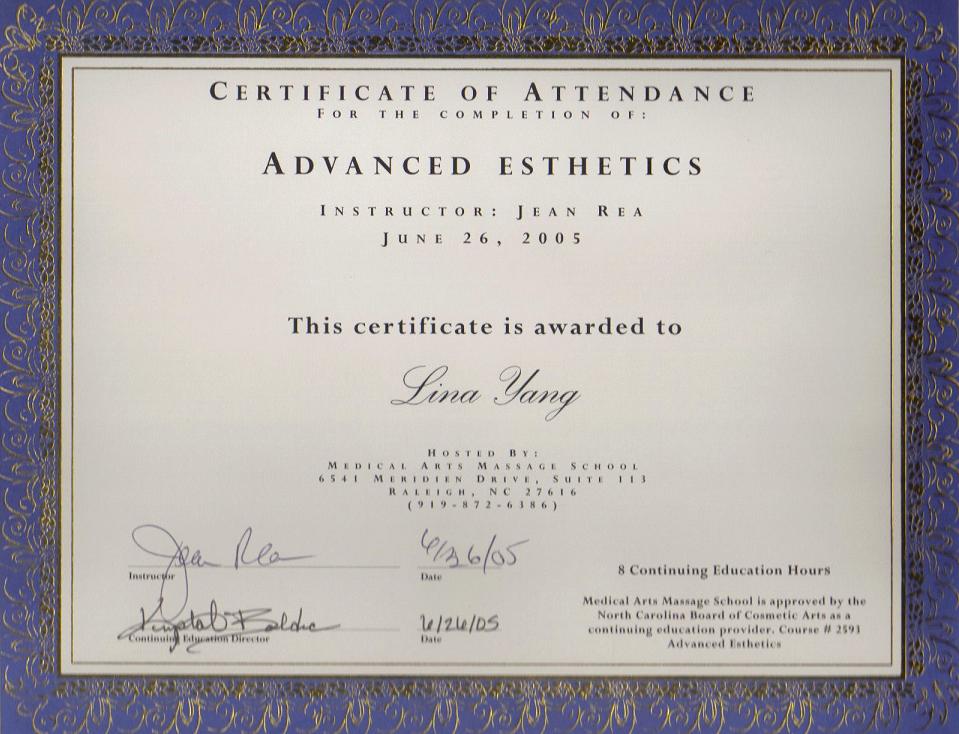 CERTIFICATE OF ATTENDANCE
FOR THE COMPLETION OF:
ADVANCED ESTHETICS
INSTRUCTOR: JEAN REA
JUNE 26, 2005
This certificate is awarded to
Lina Yang
HOSTED BY:
MEDICAL ARTS MASSAGE SCHOOL
6541 MERIDIEN DRIVE, SUITE 113
RALEIGH, NC 27616
(919-872-6386)
Jean Rea
6/26/05
Instructor
Date
Krystal
6/26/05
Continuing Education Director
Date
8 Continuing Education Hours
Medical Arts Massage School is approved by the
North Carolina Board of Cosmetic Arts as a
continuing education provider. Course # 2593
Advanced Esthetics